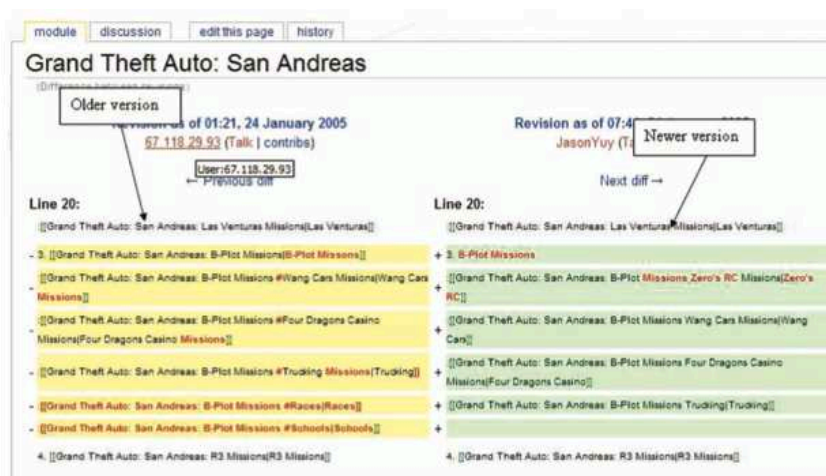 module discussion edit this page history
Grand Theft Auto: San Andreas
Older version
Revision as of 01:21, 24 January 2005
67.118.29.93 (Talk | contribs)
User:67.118.29.93
← Previous diff
Line 20:
:[[Grand Theft Auto: San Andreas: Las Venturas Missions|Las Venturas]]
- 3. [[Grand Theft Auto: San Andreas: B-Plot Missions|B-Plot Missons]]
- :[[Grand Theft Auto: San Andreas: B-Plot Missions #Wang Cars Missions|Wang Cars
Missions]]
- :[[Grand Theft Auto: San Andreas: B-Plot Missions #Four Dragons Casino
Missions|Four Dragons Casino Missions]]
- :[[Grand Theft Auto: San Andreas: B-Plot Missions #Trucking Missions|Trucking]]
- :[[Grand Theft Auto: San Andreas: B-Plot Missions #Races|Races]]
- :[[Grand Theft Auto: San Andreas: B-Plot Missions #Schools|Schools]]
4. [[Grand Theft Auto: San Andreas: R3 Missions|R3 Missions]]
Revision as of 07:4
JasonYuy
Newer version
Next diff →
Line 20:
:[[Grand Theft Auto: San Andreas: Las Venturas Missions|Las Venturas]]
+ 3. B-Plot Missions
+ :[[Grand Theft Auto: San Andreas: B-Plot Missions Zero's RC Missions|Zero's
RC]]
+ :[[Grand Theft Auto: San Andreas: B-Plot Missions Wang Cars Missions|Wang
Cars]]
+ :[[Grand Theft Auto: San Andreas: B-Plot Missions Four Dragons Casino
Missions|Four Dragons Casino]]
+ :[[Grand Theft Auto: San Andreas: B-Plot Missions Trucking|Trucking]]
+
4. [[Grand Theft Auto: San Andreas: R3 Missions|R3 Missions]]